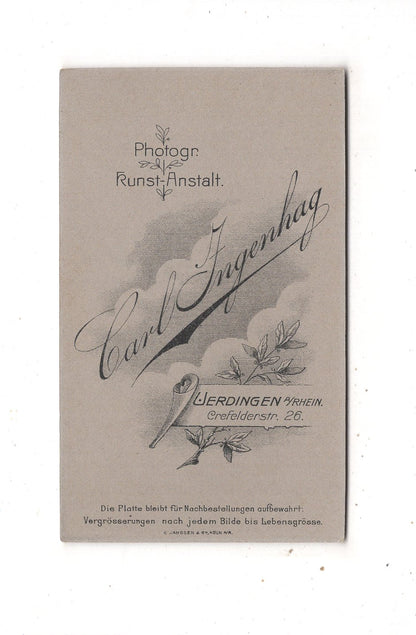 Photogr.
Kunst-Anstalt.
Carl Ingenhag
UERDINGEN A/RHEIN.
Crefelderstr. 26.
Die Platte bleibt für Nachbestellungen aufbewahrt.
Vergrösserungen nach jedem Bilde bis Lebensgrösse.